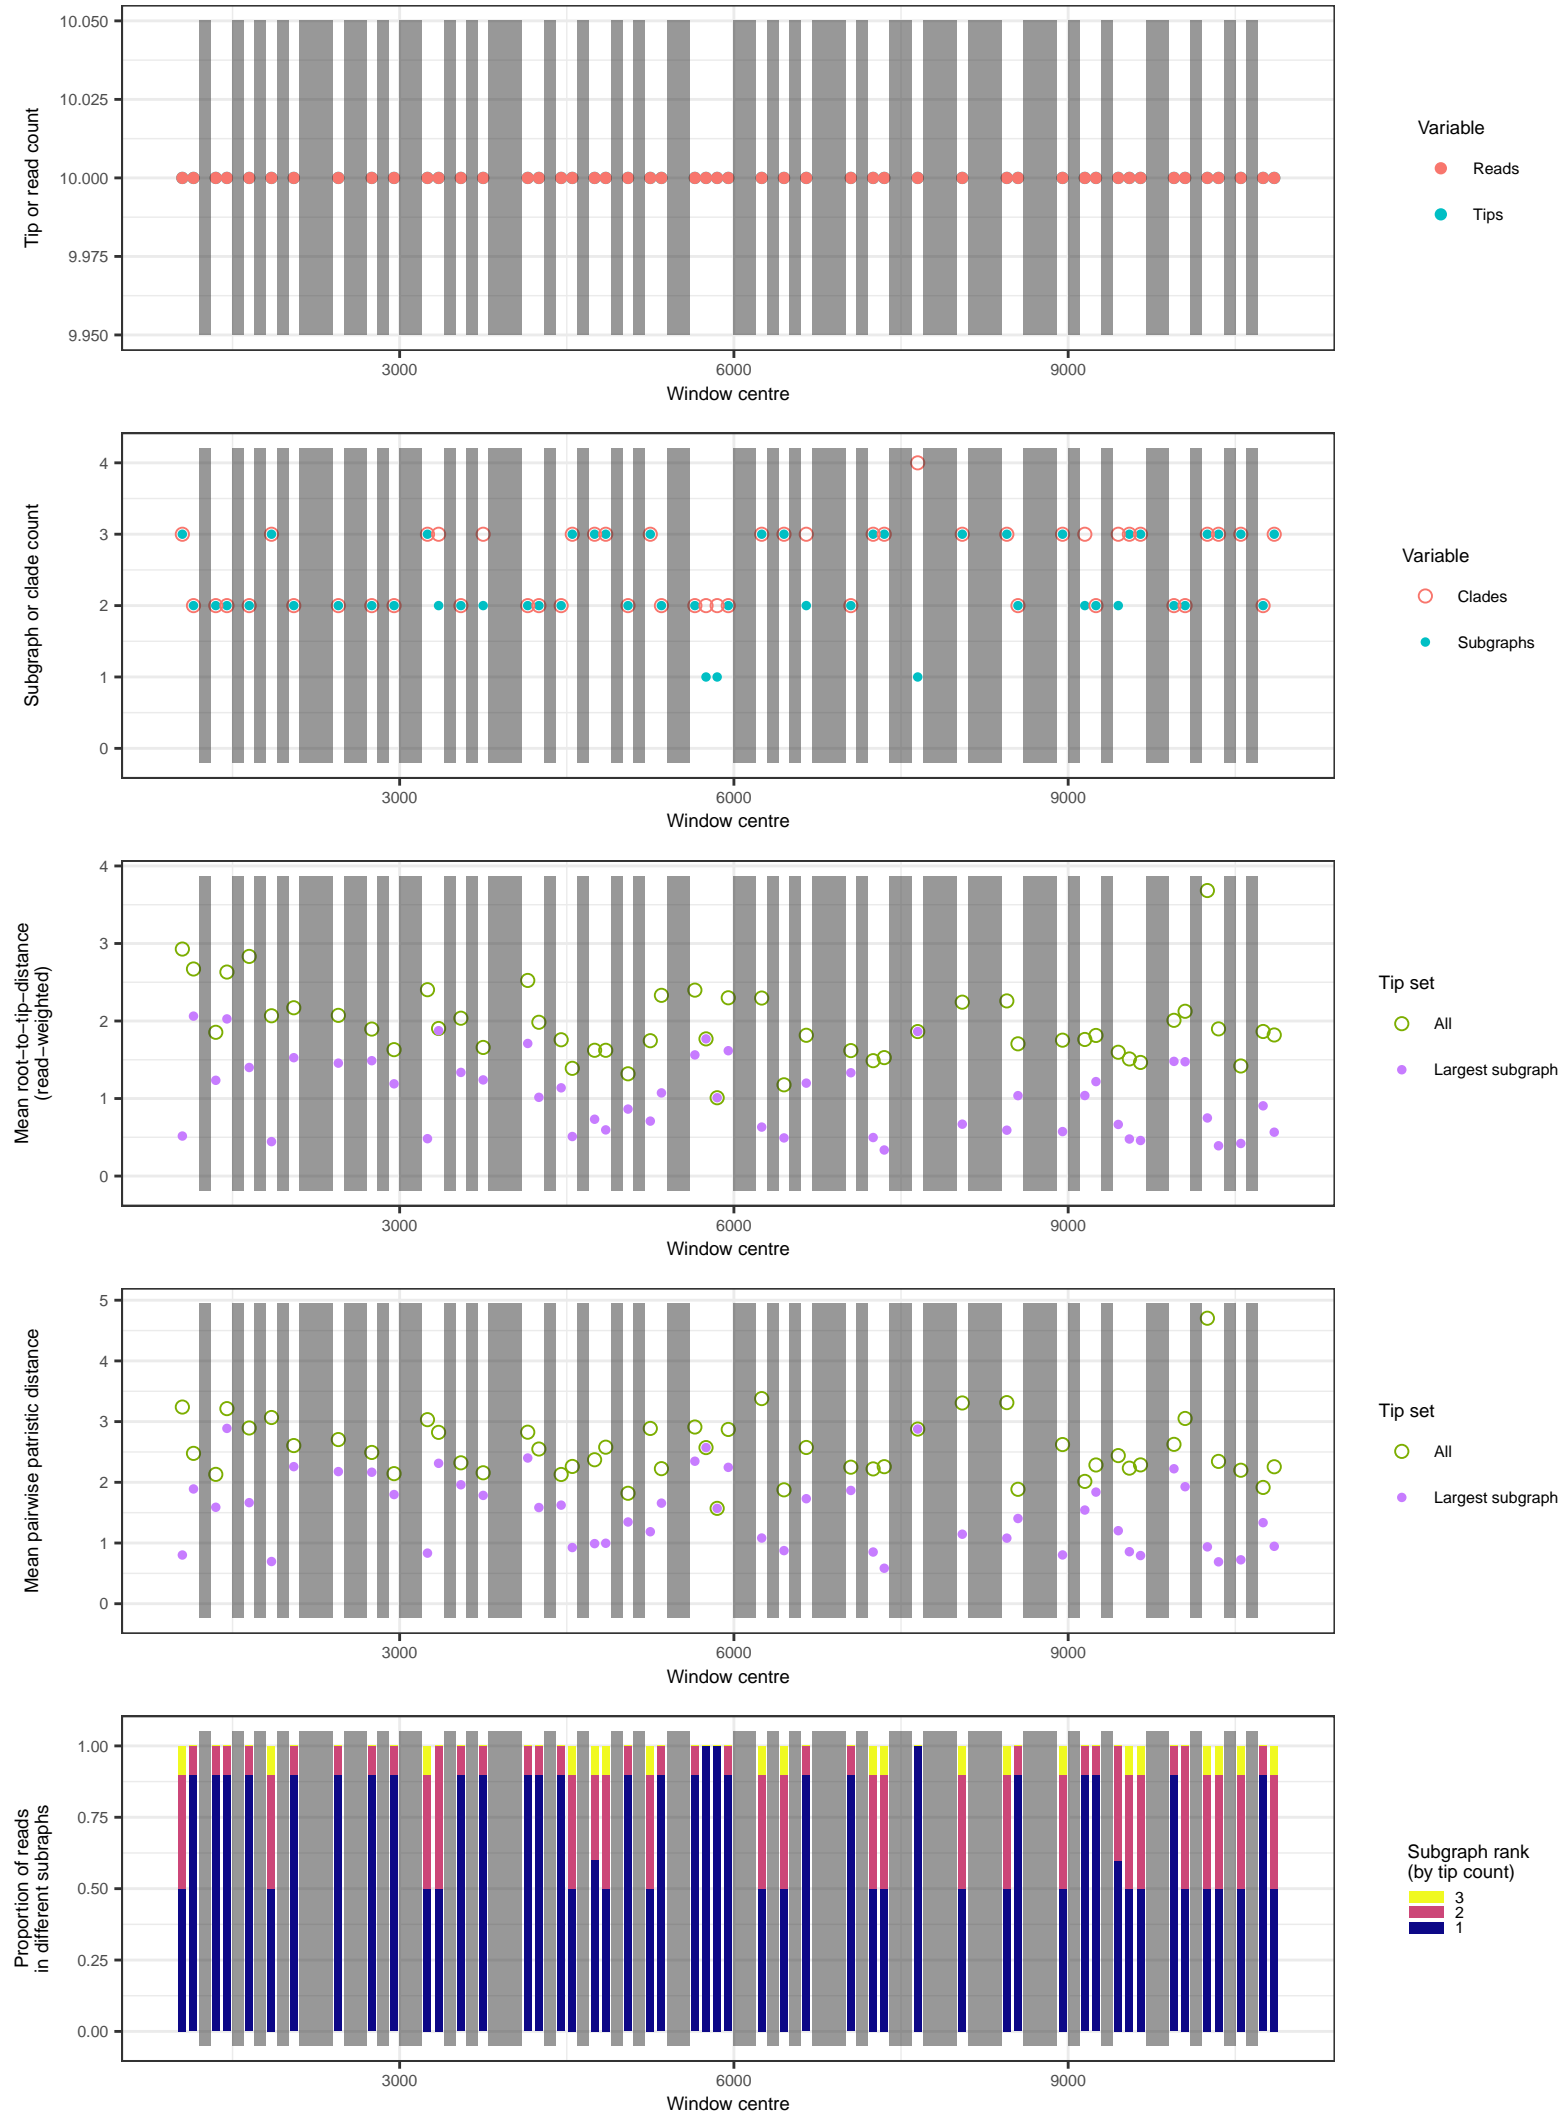 10.050
10.025
10.000
9.975
9.950
Tip or read count
3000
6000
9000
Window centre
Variable
Reads
Tips
4
3
2
1
0
Subgraph or clade count
3000
6000
9000
Window centre
Variable
Clades
Subgraphs
4
3
2
1
0
Mean root−to−tip−distance
(read−weighted)
3000
6000
9000
Window centre
Tip set
All
Largest subgraph
5
4
3
2
1
0
Mean pairwise patristic distance
3000
6000
9000
Window centre
Tip set
All
Largest subgraph
1.00
0.75
0.50
0.25
0.00
Proportion of reads
in different subraphs
3000
6000
9000
Window centre
Subgraph rank
(by tip count)
3
2
1